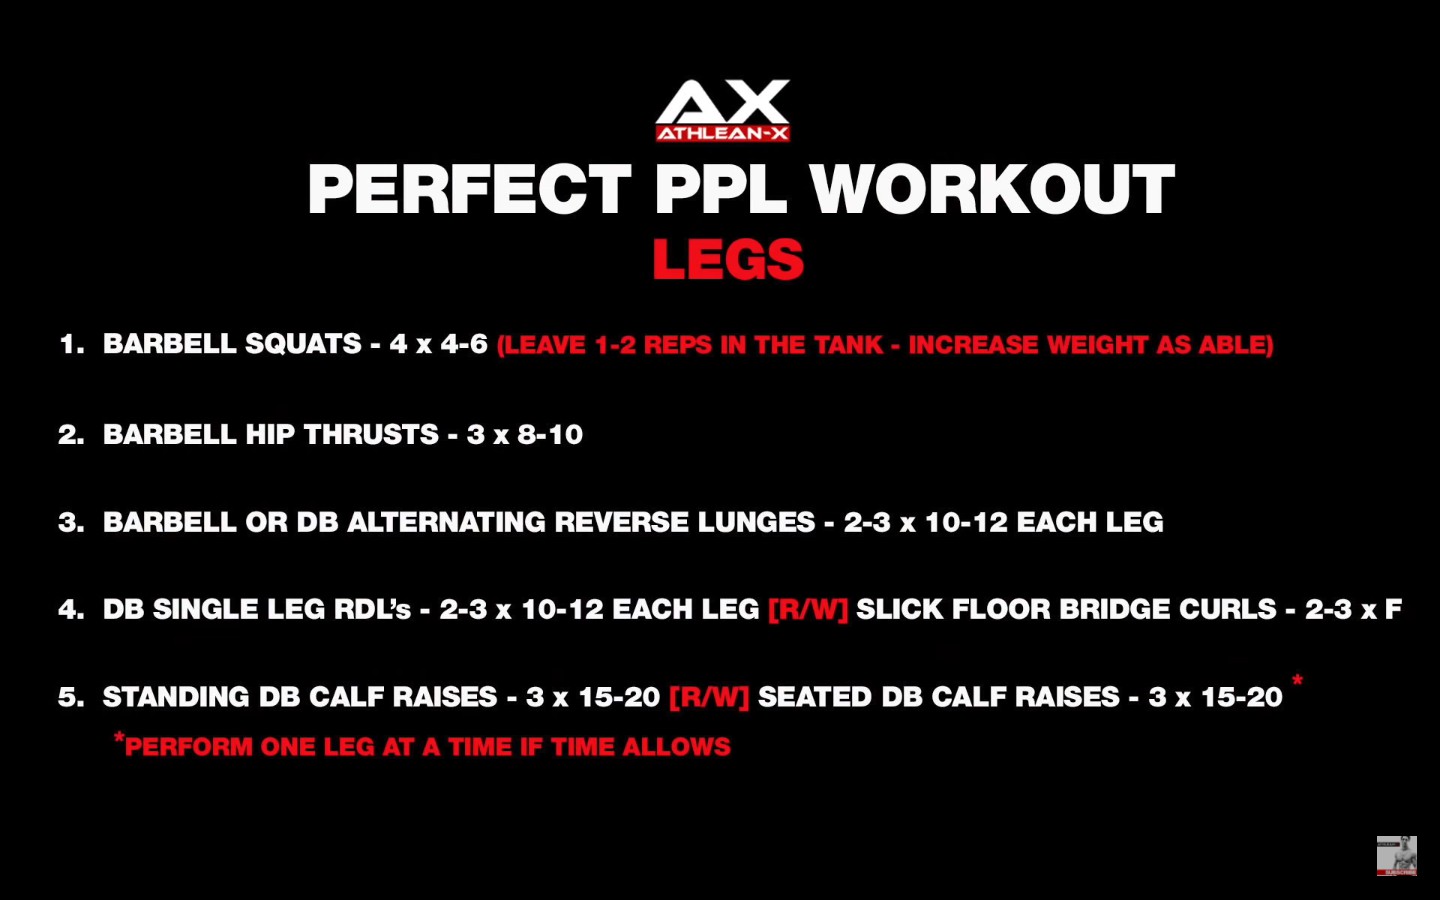 AX
ATHLEAN-X
PERFECT PPL WORKOUT
LEGS
1. BARBELL SQUATS - 4 x 4-6 (LEAVE 1-2 REPS IN THE TANK - INCREASE WEIGHT AS ABLE)
2. BARBELL HIP THRUSTS - 3 x 8-10
3. BARBELL OR DB ALTERNATING REVERSE LUNGES - 2-3 x 10-12 EACH LEG
4. DB SINGLE LEG RDL’s - 2-3 x 10-12 EACH LEG [R/W] SLICK FLOOR BRIDGE CURLS - 2-3 x F
5. STANDING DB CALF RAISES - 3 x 15-20 [R/W] SEATED DB CALF RAISES - 3 x 15-20 *
*PERFORM ONE LEG AT A TIME IF TIME ALLOWS
SUBSCRIBE